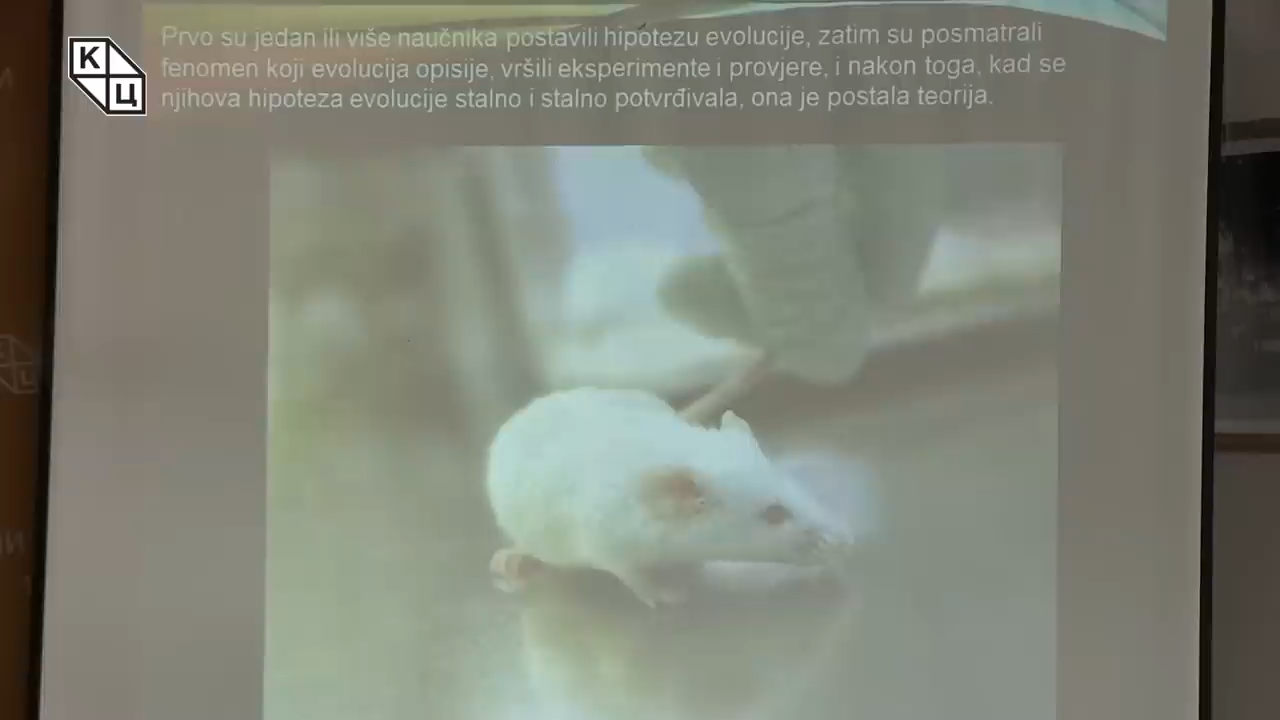 Prvo su jedan ili više naučnika postavili hipotezu evolucije, zatim su posmatrali
fenomen koji evolucija opisije, vršili eksperimente i provjere, i nakon toga, kad se
njihova hipoteza evolucije stalno i stalno potvrđivala, ona je postala teorija.
К
Ц